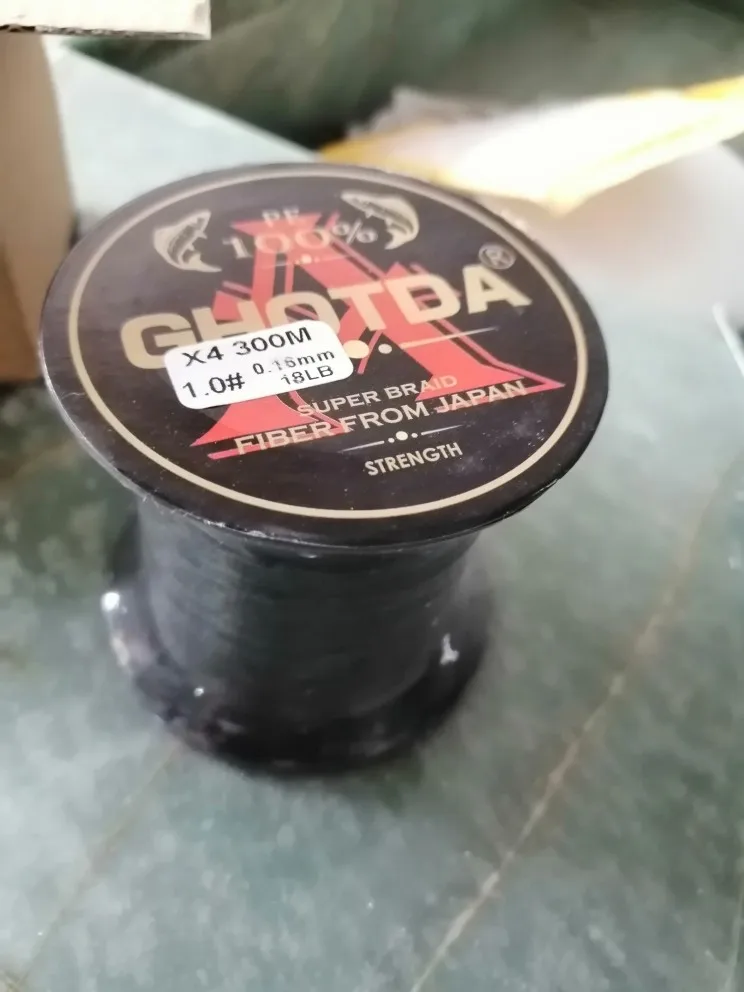 PE
100%
GHOTDA®
X4 300M
1.0# 0.16mm
18LB
SUPER BRAID
FIBER FROM JAPAN
STRENGTH